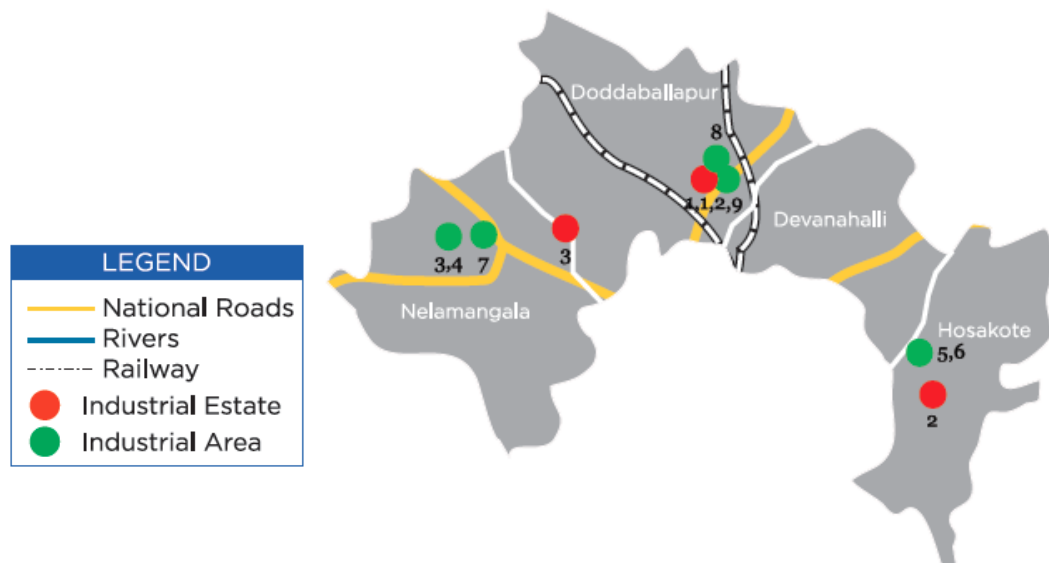 Doddaballapur
8
1,1,2,9
Devanahalli
3,4
7
3
Nelamangala
Hosakote
5,6
2
LEGEND
National Roads
Rivers
Railway
Industrial Estate
Industrial Area